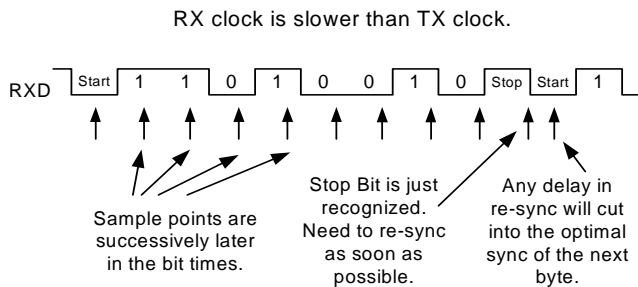 RX clock is slower than TX clock.
RXD Start 1 1 0 1 0 0 1 0 Stop Start 1
Sample points are
successively later
in the bit times.
Stop Bit is just
recognized.
Need to re-sync
as soon as
possible.
Any delay in
re-sync will cut
into the optimal
sync of the next
byte.